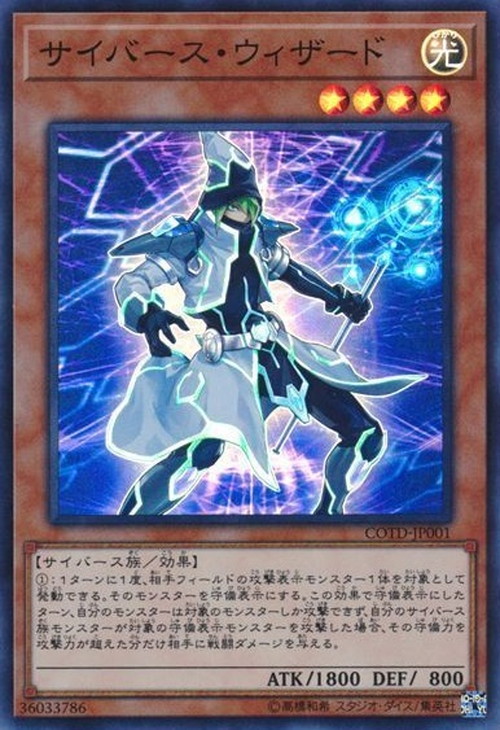 サイバース・ウィザード
光
COTD-JP001
【サイバース族/効果】
①:1ターンに1度、相手フィールドの攻撃表示モンスター1体を対象として
発動できる。そのモンスターを守備表示にする。この効果で守備表示にした
ターン、自分のモンスターは対象のモンスターしか攻撃できず、自分のサイバース
族モンスターが対象の守備表示モンスターを攻撃した場合、その守備力を
攻撃力が超えた分だけ相手に戦闘ダメージを与える。
ATK/1800 DEF/ 800
36033786
©高橋和希 スタジオ・ダイス/集英社